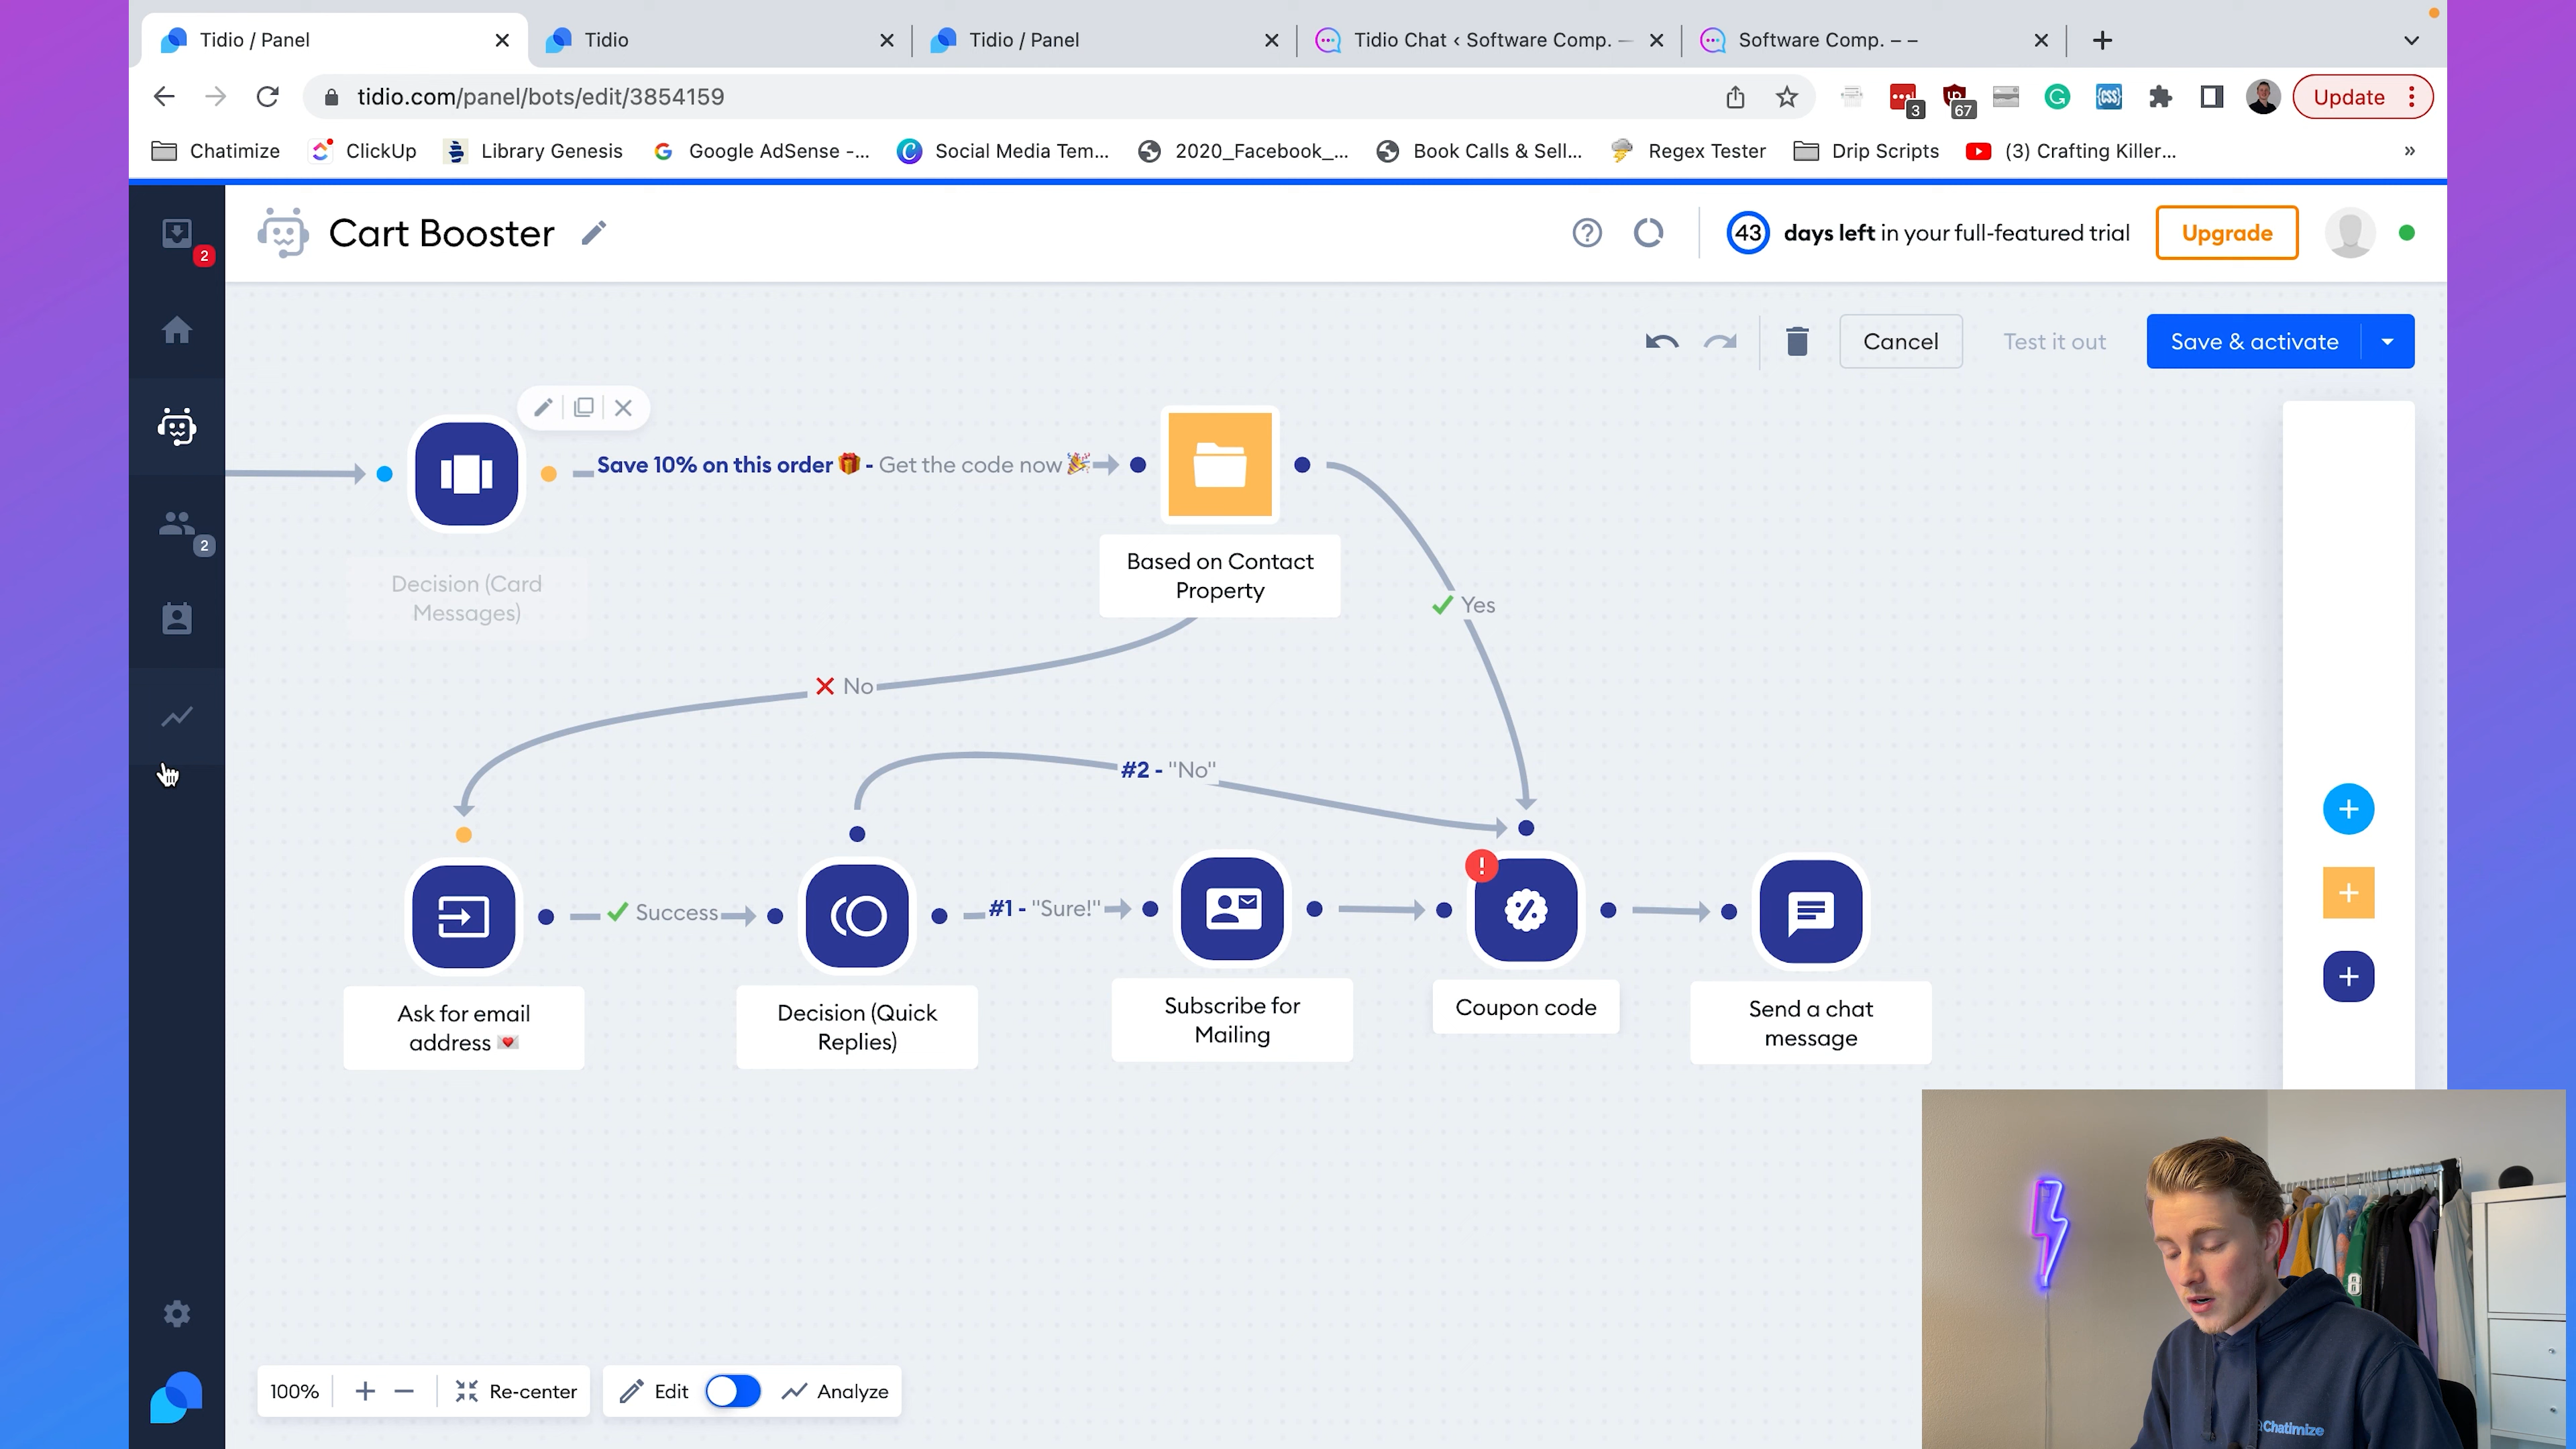 Tidio / Panel
Tidio
Tidio / Panel
Tidio Chat ‹ Software Comp. —
Software Comp. – –
tidio.com/panel/bots/edit/3854159
3
67
Update
Chatimize
ClickUp
Library Genesis
Google AdSense -...
Social Media Tem...
2020_Facebook_...
Book Calls & Sell...
Regex Tester
Drip Scripts
(3) Crafting Killer...
»
Cart Booster
43 days left in your full-featured trial
Upgrade
2
Cancel
Test it out
Save & activate
Save 10% on this order 🎁 - Get the code now 🎉
Decision (Card
Messages)
Based on Contact
Property
2
Yes
No
#2 - "No"
Success
#1 - "Sure!"
Ask for email
address 💌
Decision (Quick
Replies)
Subscribe for
Mailing
Coupon code
Send a chat
message
100%
+
−
Re-center
Edit
Analyze
Chatimize